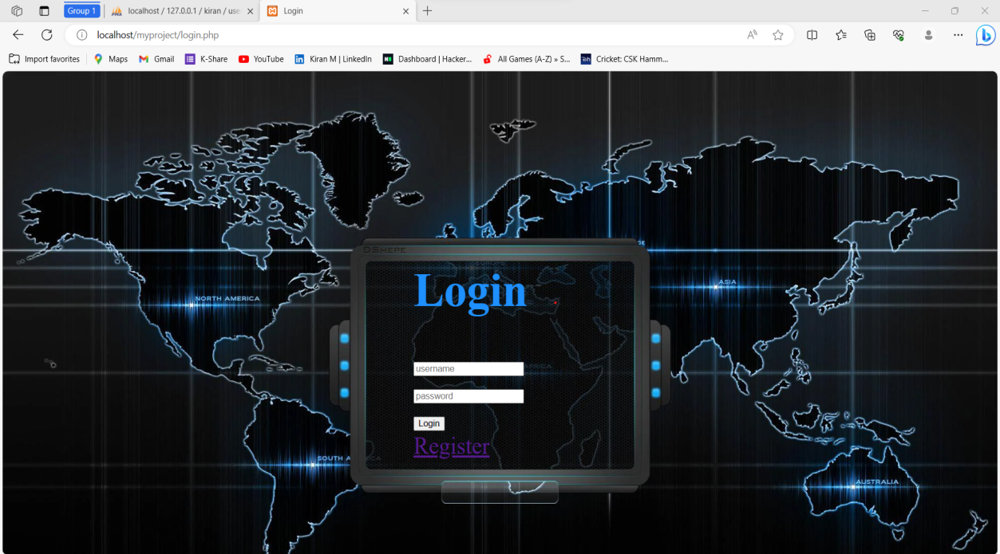 Group 1
localhost / 127.0.0.1 / kiran / use
Login
localhost/myproject/login.php
Import favorites
Maps
Gmail
K-Share
YouTube
Kiran M | LinkedIn
Dashboard | Hacker...
All Games (A-Z) » S...
Cricket: CSK Hamm...
DSHEPE
Login
NORTH AMERICA
ASIA
username
password
Login
Register
SOUTH A
AUSTRALIA